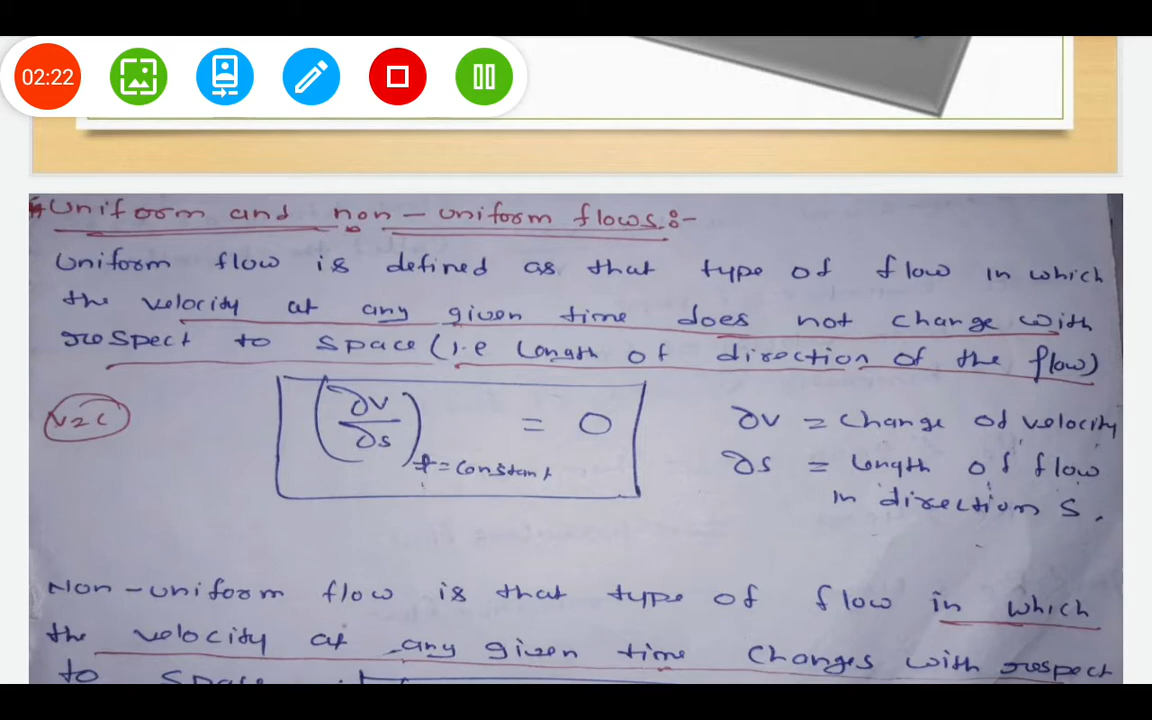 02:22
Uniform and non-uniform flows:-
Uniform flow is defined as that type of flow in which
the velocity at any given time does not change with
respect to space (i.e length of direction of the flow)
V=C
(∂V/∂s) t=constant = 0
∂V = change of velocity
∂s = length of flow
in direction S.
Non-uniform flow is that type of flow in which
the velocity at any given time changes with respect
to space